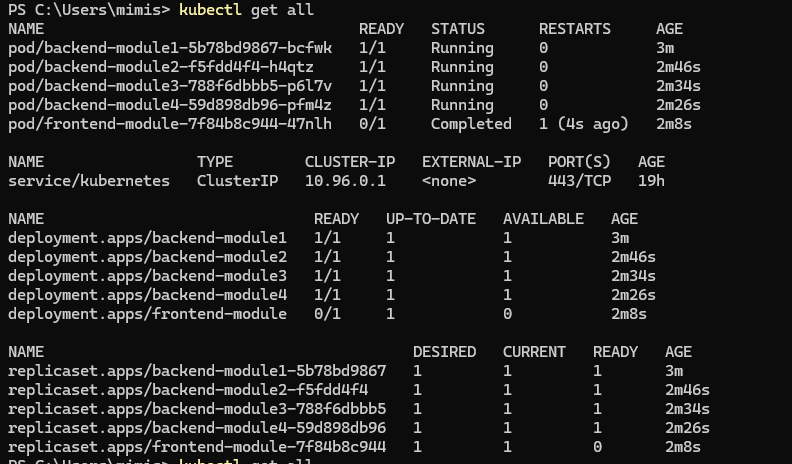 PS C:\Users\mimis> kubectl get all
NAME READY STATUS RESTARTS AGE
pod/backend-module1-5b78bd9867-bcfwk 1/1 Running 0 3m
pod/backend-module2-f5fdd4f4-h4qtz 1/1 Running 0 2m46s
pod/backend-module3-788f6dbbb5-p6l7v 1/1 Running 0 2m34s
pod/backend-module4-59d898db96-pfm4z 1/1 Running 0 2m26s
pod/frontend-module-7f84b8c944-47nlh 0/1 Completed 1 (4s ago) 2m8s
NAME TYPE CLUSTER-IP EXTERNAL-IP PORT(S) AGE
service/kubernetes ClusterIP 10.96.0.1 <none> 443/TCP 19h
NAME READY UP-TO-DATE AVAILABLE AGE
deployment.apps/backend-module1 1/1 1 1 3m
deployment.apps/backend-module2 1/1 1 1 2m46s
deployment.apps/backend-module3 1/1 1 1 2m34s
deployment.apps/backend-module4 1/1 1 1 2m26s
deployment.apps/frontend-module 0/1 1 0 2m8s
NAME DESIRED CURRENT READY AGE
replicaset.apps/backend-module1-5b78bd9867 1 1 1 3m
replicaset.apps/backend-module2-f5fdd4f4 1 1 1 2m46s
replicaset.apps/backend-module3-788f6dbbb5 1 1 1 2m34s
replicaset.apps/backend-module4-59d898db96 1 1 1 2m26s
replicaset.apps/frontend-module-7f84b8c944 1 1 0 2m8s
PS C:\Users\mimis> kubectl get all